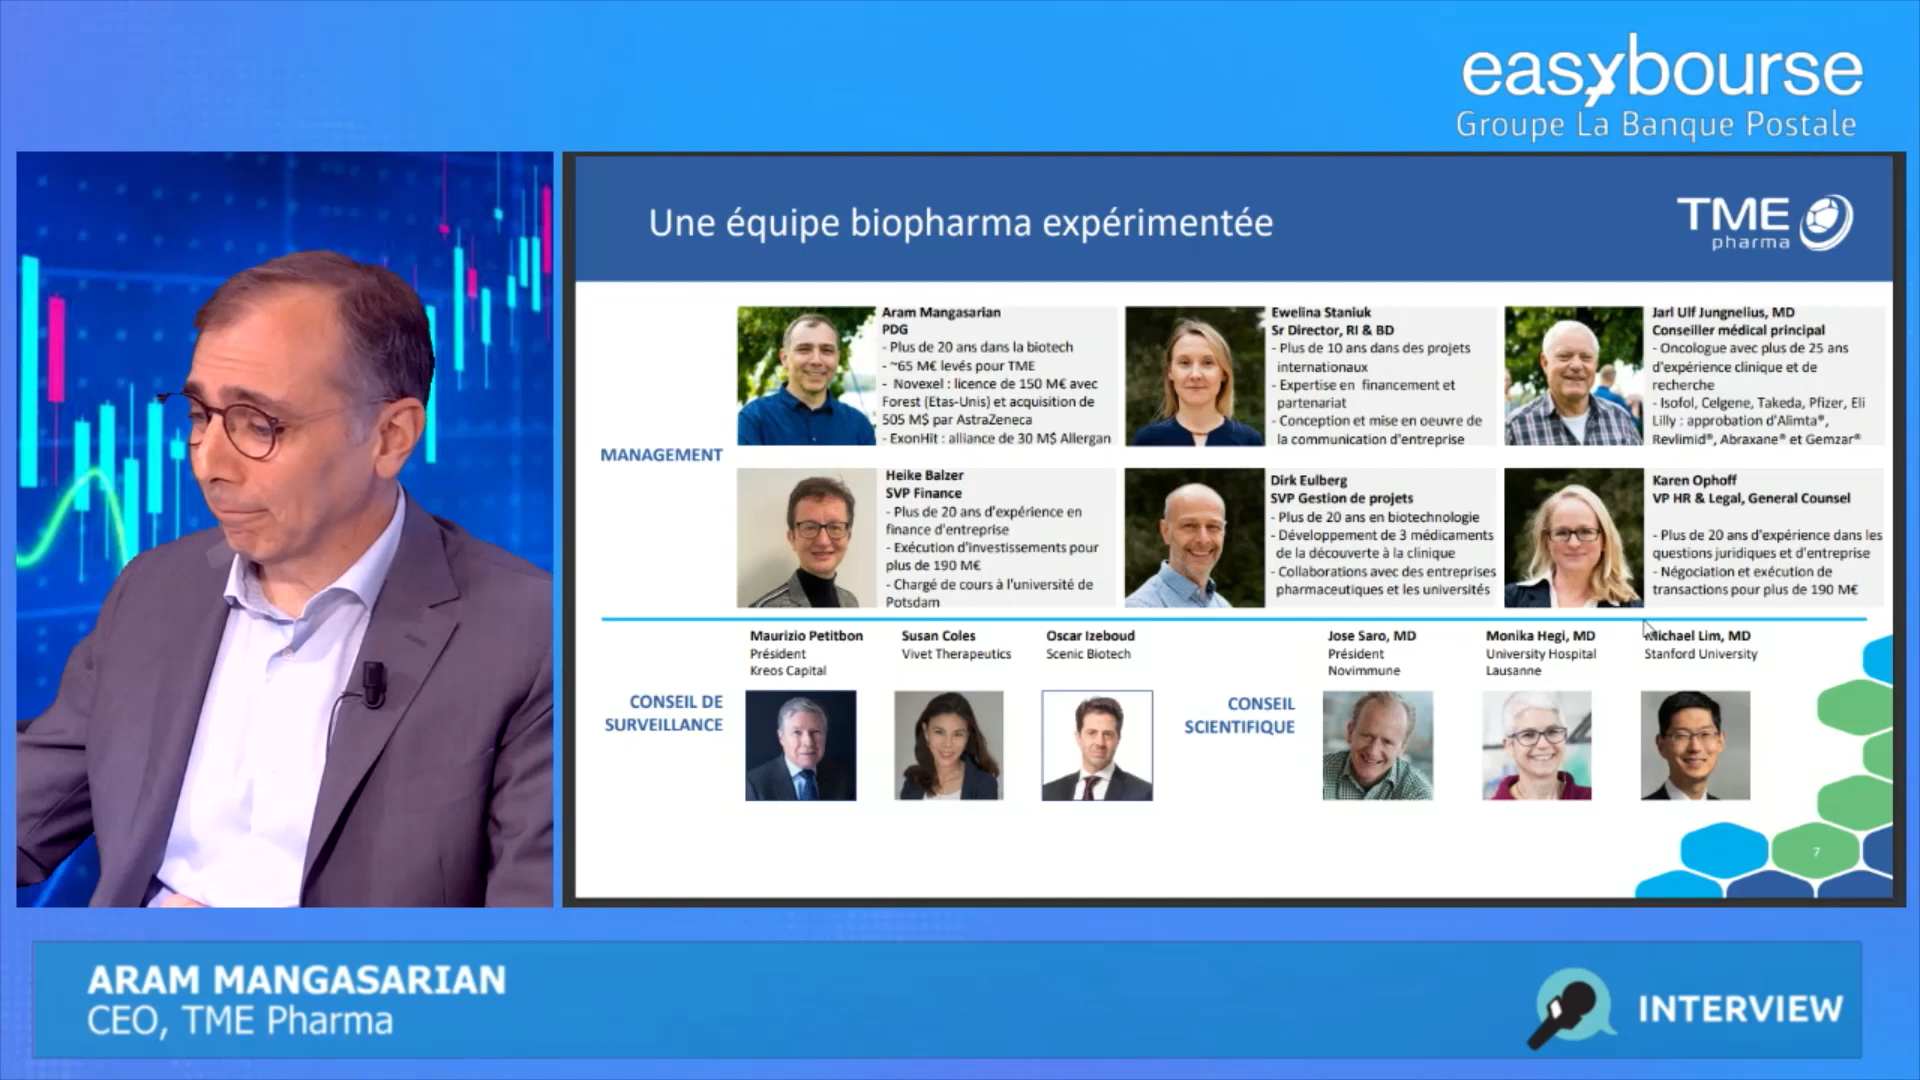 easybourse
Groupe La Banque Postale
Une équipe biopharma expérimentée
TME
pharma
MANAGEMENT
Aram Mangasarian
PDG
- Plus de 20 ans dans la biotech
- ~65 M€ levés pour TME
- Novexel : licence de 150 M€ avec
Forest (Etas-Unis) et acquisition de
505 M$ par AstraZeneca
- ExonHit : alliance de 30 M$ Allergan
Ewelina Staniuk
Sr Director, RI & BD
- Plus de 10 ans dans des projets
internationaux
- Expertise en financement et
partenariat
- Conception et mise en oeuvre de
la communication d'entreprise
Jarl Ulf Jungnelius, MD
Conseiller médical principal
- Oncologue avec plus de 25 ans
d'expérience clinique et de
recherche
- Isofol, Celgene, Takeda, Pfizer, Eli
Lilly : approbation d'Alimta®,
Revlimid®, Abraxane® et Gemzar®
Heike Balzer
SVP Finance
- Plus de 20 ans d'expérience en
finance d'entreprise
- Exécution d'investissements pour
plus de 190 M€
- Chargé de cours à l'université de
Potsdam
Dirk Eulberg
SVP Gestion de projets
- Plus de 20 ans en biotechnologie
- Développement de 3 médicaments
de la découverte à la clinique
- Collaborations avec des entreprises
pharmaceutiques et les universités
Karen Ophoff
VP HR & Legal, General Counsel
- Plus de 20 ans d'expérience dans les
questions juridiques et d'entreprise
- Négociation et exécution de
transactions pour plus de 190 M€
CONSEIL DE
SURVEILLANCE
Maurizio Petitbon
Président
Kreos Capital
Susan Coles
Vivet Therapeutics
Oscar Izeboud
Scenic Biotech
CONSEIL
SCIENTIFIQUE
Jose Saro, MD
Président
Novimmune
Monika Hegi, MD
University Hospital
Lausanne
Michael Lim, MD
Stanford University
7
ARAM MANGASARIAN
CEO, TME Pharma
INTERVIEW